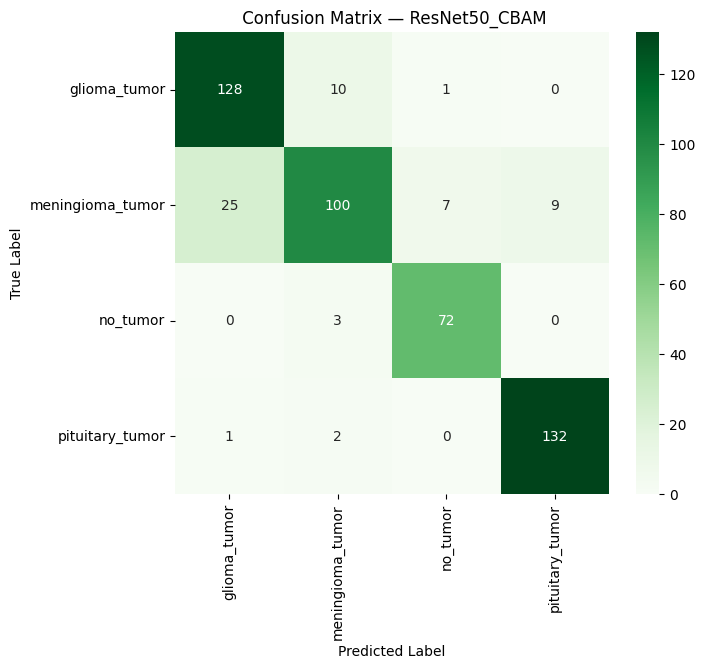 Confusion Matrix — ResNet50_CBAM
glioma_tumor 128 10 1 0
meningioma_tumor 25 100 7 9
no_tumor 0 3 72 0
pituitary_tumor 1 2 0 132
120
100
80
60
40
20
0
True Label
glioma_tumor
meningioma_tumor
no_tumor
pituitary_tumor
Predicted Label